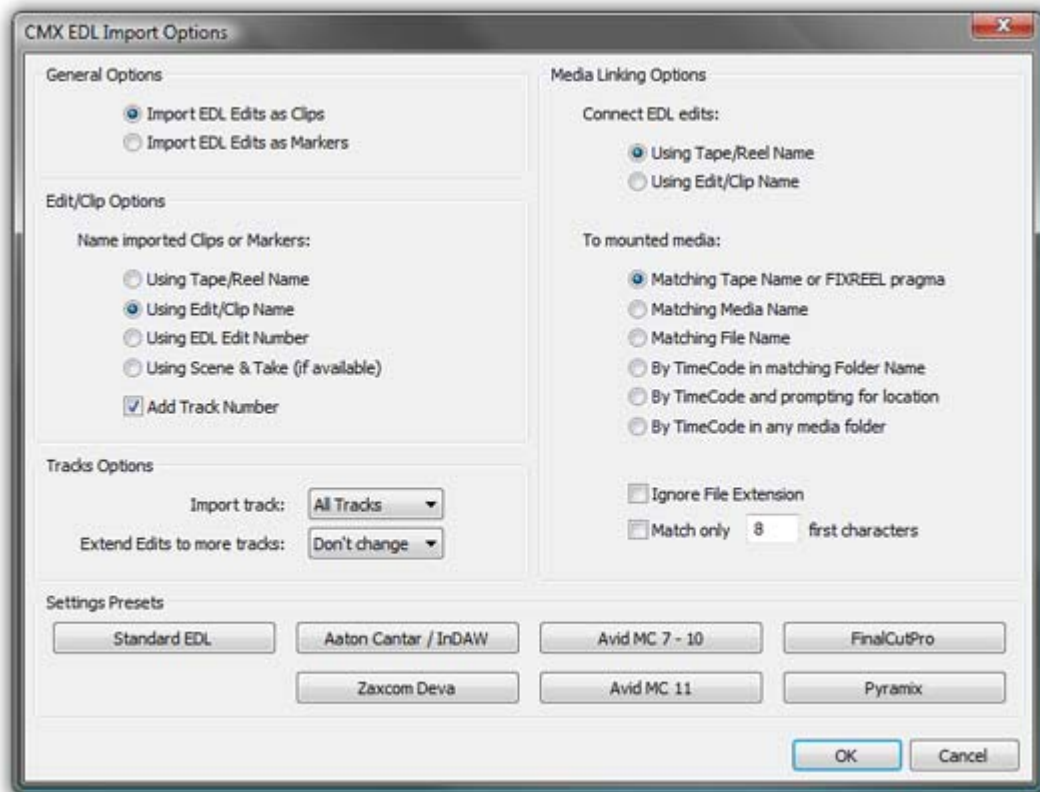 CMX EDL Import Options
General Options
Import EDL Edits as Clips
Import EDL Edits as Markers
Edit/Clip Options
Name imported Clips or Markers:
Using Tape/Reel Name
Using Edit/Clip Name
Using EDL Edit Number
Using Scene & Take (if available)
Add Track Number
Tracks Options
Import track: All Tracks
Extend Edits to more tracks: Don't change
Media Linking Options
Connect EDL edits:
Using Tape/Reel Name
Using Edit/Clip Name
To mounted media:
Matching Tape Name or FIXREEL pragma
Matching Media Name
Matching File Name
By TimeCode in matching Folder Name
By TimeCode and prompting for location
By TimeCode in any media folder
Ignore File Extension
Match only 8 first characters
Settings Presets
Standard EDL Aaton Cantar / InDAW Avid MC 7 - 10 FinalCutPro
Zaxcom Deva Avid MC 11 Pyramix
OK Cancel